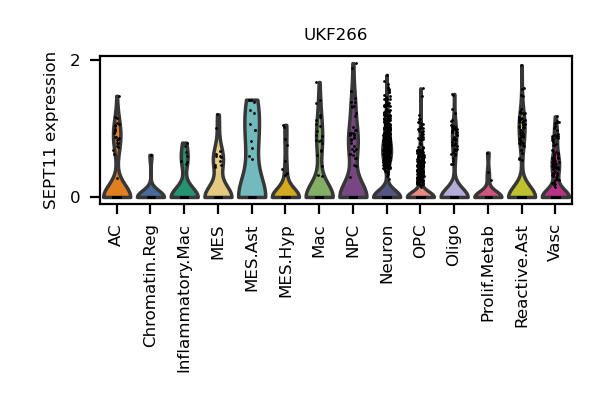 UKF266
SEPT11 expression
2
0
AC
Chromatin.Reg
Inflammatory.Mac
MES
MES.Ast
MES.Hyp
Mac
NPC
Neuron
OPC
Oligo
Prolif.Metab
Reactive.Ast
Vasc